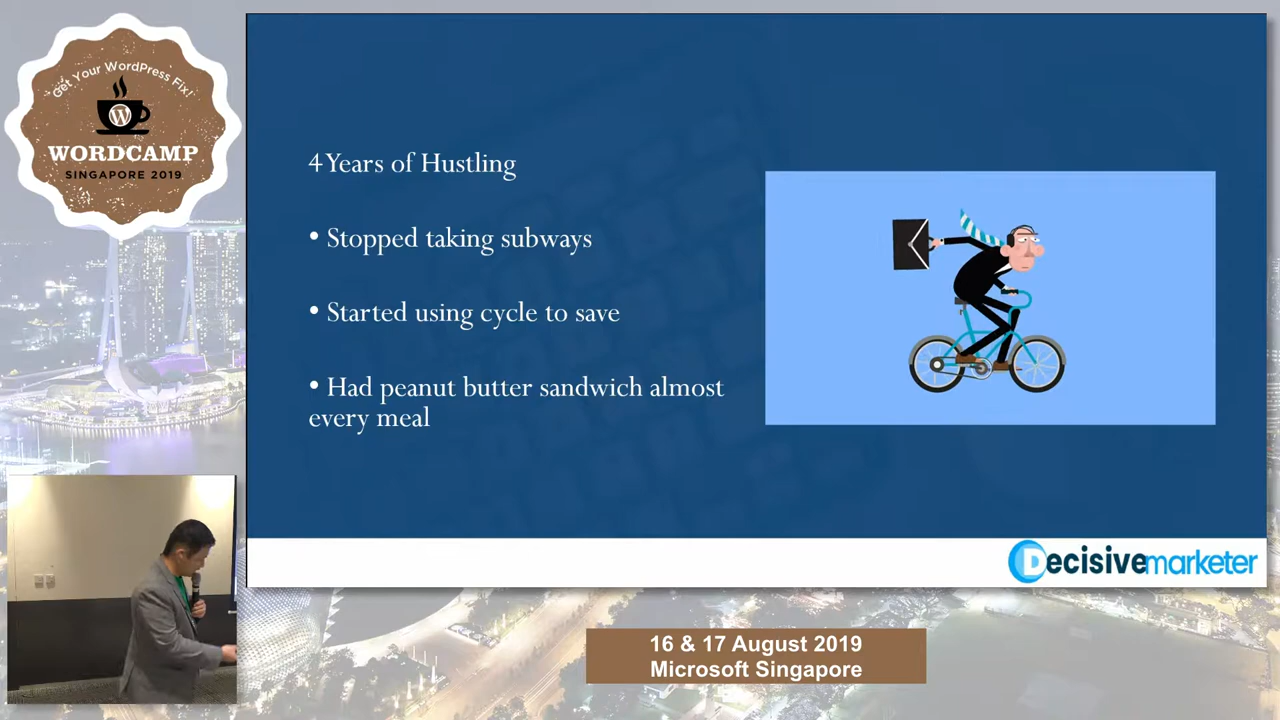 Get Your WordPress Fix!
W
WORDCAMP
SINGAPORE 2019
4 Years of Hustling
• Stopped taking subways
• Started using cycle to save
• Had peanut butter sandwich almost
every meal
Decisivemarketer
16 & 17 August 2019
Microsoft Singapore